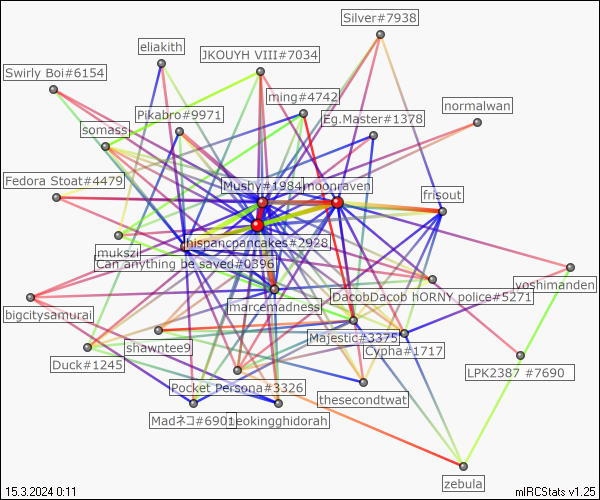 Silver#7938
eliakith
JKOUYH VIII#7034
Swirly Boi#6154
ming#4742
normalwan
Pikabro#9971
Eg.Master#1378
somass
Fedora Stoat#4479
Mushy#1984
moonraven
frisout
hispancpancakes#2928
mukszi
Can anything be saved#0396
yoshimanden
DacobDacob hORNY police#5271
marcemadness
bigcitysamurai
Majestic#3375
shawntee9
Cypha#1717
Duck#1245
LPK2387 #7690
Pocket Persona#3326
thesecondtwat
Madネコ#6901
neokingghidorah
zebula
15.3.2024 0:11
mIRCStats v1.25